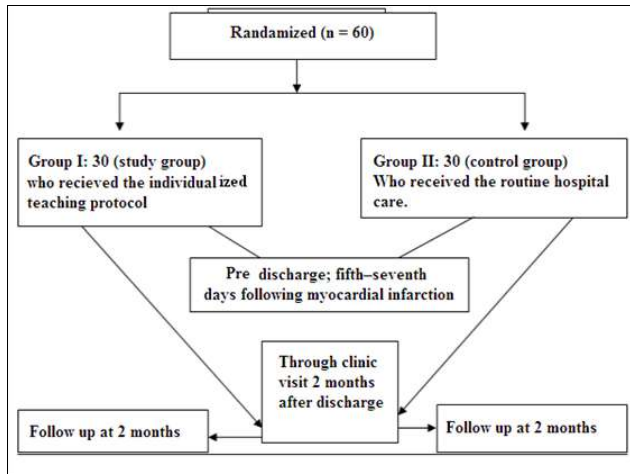 Randamized (n = 60)
Group I: 30 (study group)
who recieved the individualized
teaching protocol
Group II: 30 (control group)
Who received the routine hospital
care.
Pre discharge; fifth–seventh
days following myocardial infarction
Through clinic
visit 2 months
after discharge
Follow up at 2 months
Follow up at 2 months